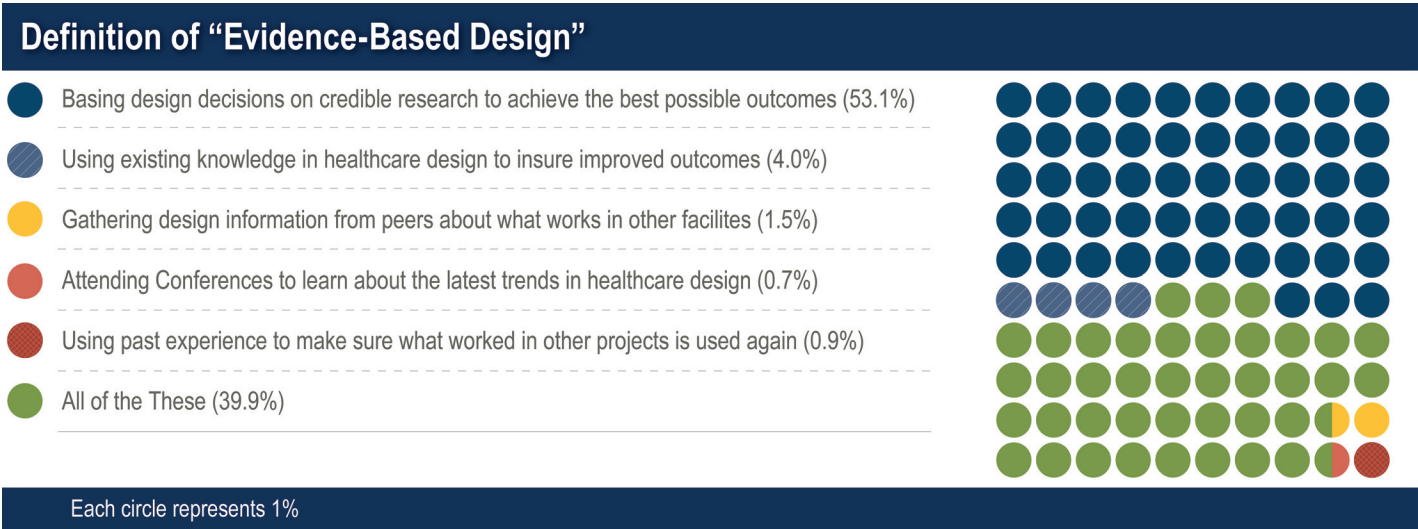 Definition of “Evidence-Based Design”
Basing design decisions on credible research to achieve the best possible outcomes (53.1%)
Using existing knowledge in healthcare design to insure improved outcomes (4.0%)
Gathering design information from peers about what works in other facilites (1.5%)
Attending Conferences to learn about the latest trends in healthcare design (0.7%)
Using past experience to make sure what worked in other projects is used again (0.9%)
All of the These (39.9%)
Each circle represents 1%